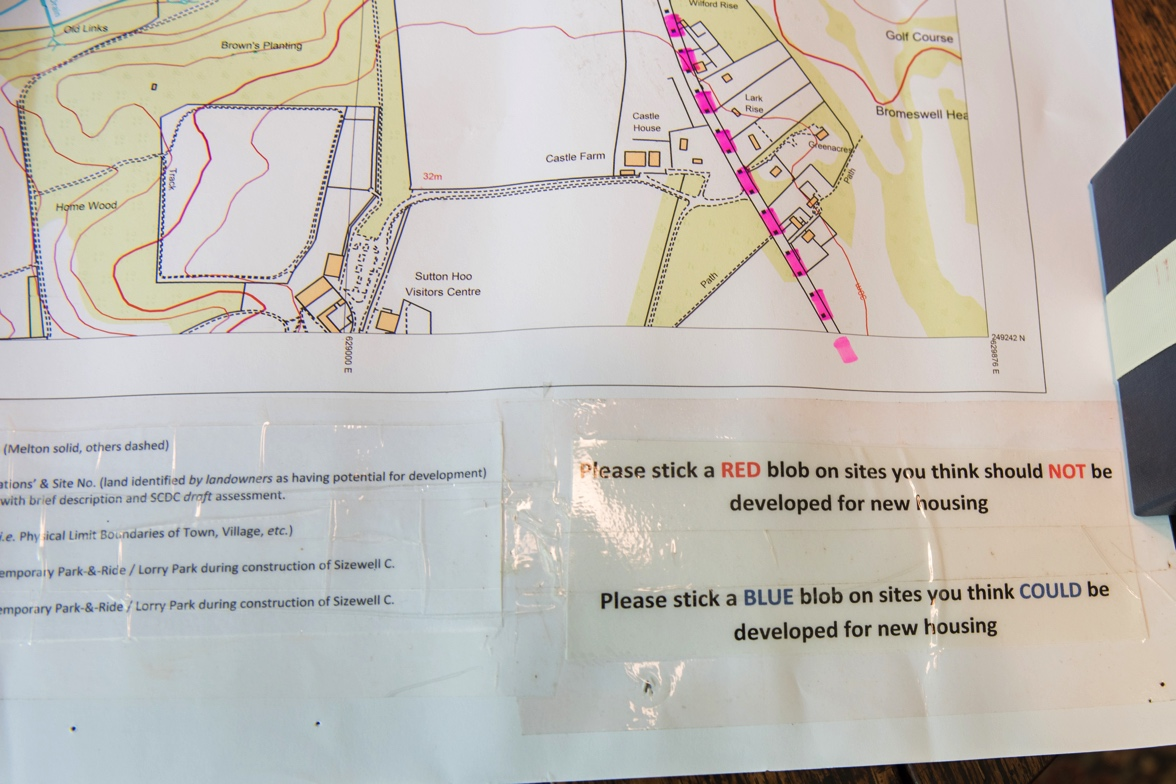 Old Links
Brown's Planting
Wilford Rise
Golf Course
Bromeswell Hea
Lark
Rise
Castle
House
Castle Farm
Greenacres
Path
Track
32m
Home Wood
Sutton Hoo
Visitors Centre
Path
629000 E
249242 N
629876 E
(Melton solid, others dashed)
ations' & Site No. (land identified by landowners as having potential for development)
with brief description and SCDC draft assessment.
i.e. Physical Limit Boundaries of Town, Village, etc.)
emporary Park-&-Ride / Lorry Park during construction of Sizewell C.
emporary Park-&-Ride / Lorry Park during construction of Sizewell C.
Please stick a RED blob on sites you think should NOT be
developed for new housing
Please stick a BLUE blob on sites you think COULD be
developed for new housing